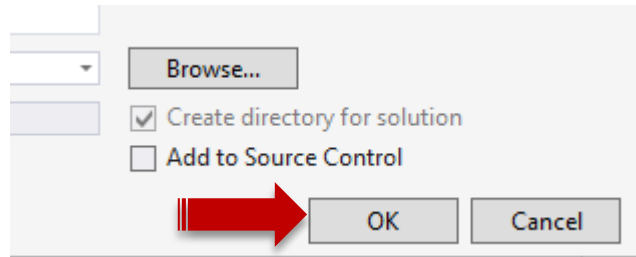 Browse...
Create directory for solution
Add to Source Control
OK Cancel